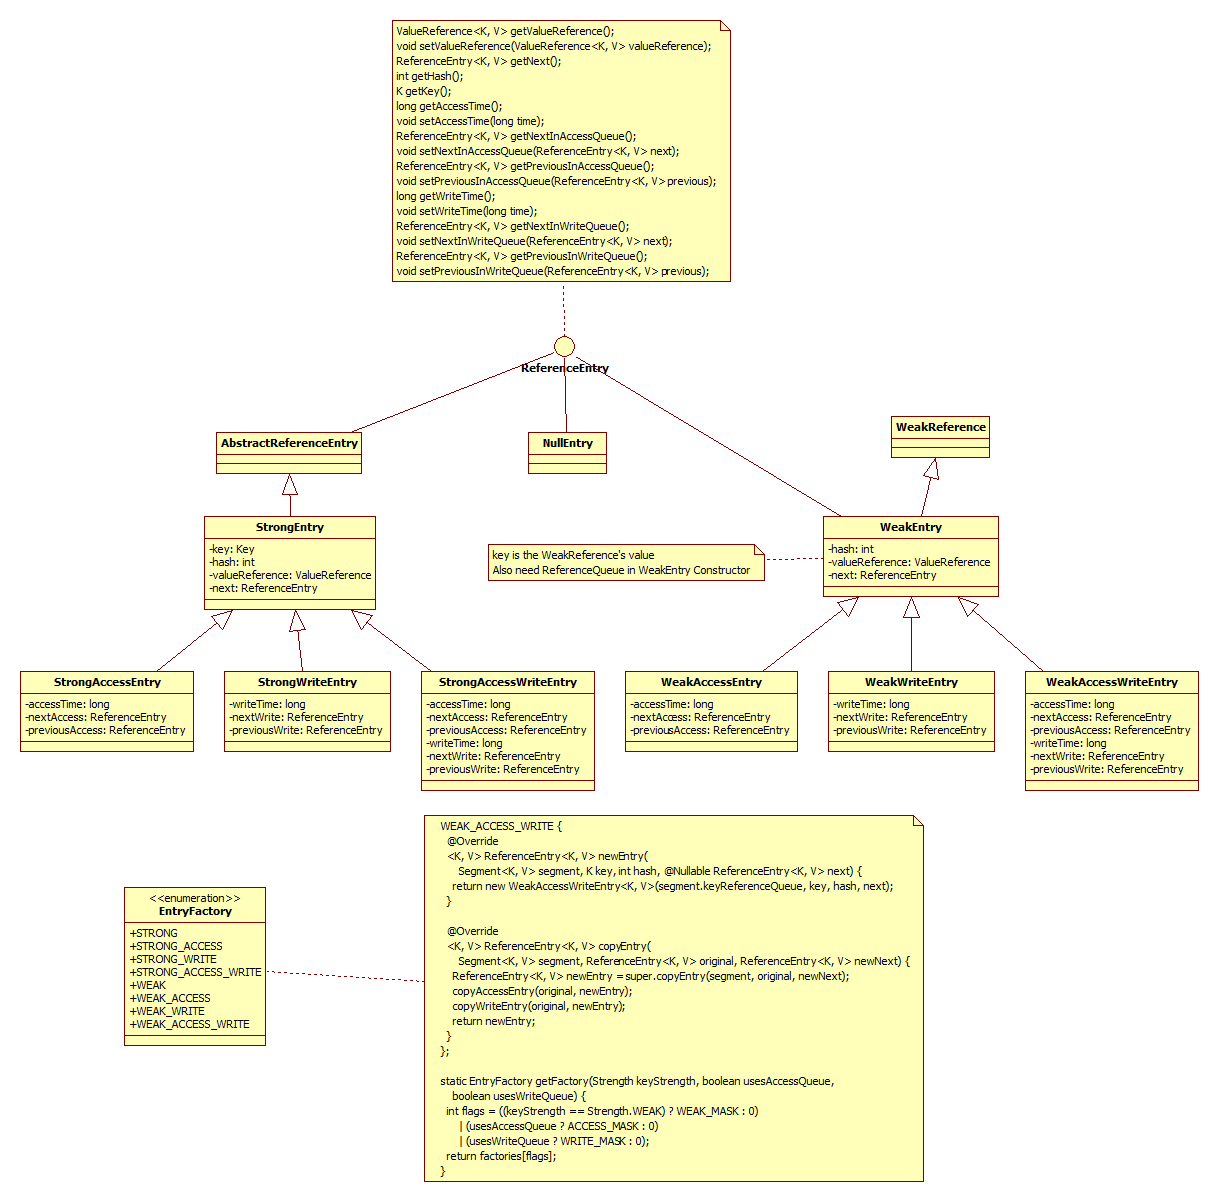 ValueReference<K, V> getValueReference();
void setValueReference(ValueReference<K, V> valueReference);
ReferenceEntry<K, V> getNext();
int getHash();
K getKey();
long getAccessTime();
void setAccessTime(long time);
ReferenceEntry<K, V> getNextInAccessQueue();
void setNextInAccessQueue(ReferenceEntry<K, V> next);
ReferenceEntry<K, V> getPreviousInAccessQueue();
void setPreviousInAccessQueue(ReferenceEntry<K, V> previous);
long getWriteTime();
void setWriteTime(long time);
ReferenceEntry<K, V> getNextInWriteQueue();
void setNextInWriteQueue(ReferenceEntry<K, V> next);
ReferenceEntry<K, V> getPreviousInWriteQueue();
void setPreviousInWriteQueue(ReferenceEntry<K, V> previous);
ReferenceEntry
AbstractReferenceEntry
NullEntry
WeakReference
StrongEntry
-key: Key
-hash: int
-valueReference: ValueReference
-next: ReferenceEntry
key is the WeakReference's value
Also need ReferenceQueue in WeakEntry Constructor
WeakEntry
-hash: int
-valueReference: ValueReference
-next: ReferenceEntry
StrongAccessEntry
-accessTime: long
-nextAccess: ReferenceEntry
-previousAccess: ReferenceEntry
StrongWriteEntry
-writeTime: long
-nextWrite: ReferenceEntry
-previousWrite: ReferenceEntry
StrongAccessWriteEntry
-accessTime: long
-nextAccess: ReferenceEntry
-previousAccess: ReferenceEntry
-writeTime: long
-nextWrite: ReferenceEntry
-previousWrite: ReferenceEntry
WeakAccessEntry
-accessTime: long
-nextAccess: ReferenceEntry
-previousAccess: ReferenceEntry
WeakWriteEntry
-writeTime: long
-nextWrite: ReferenceEntry
-previousWrite: ReferenceEntry
WeakAccessWriteEntry
-accessTime: long
-nextAccess: ReferenceEntry
-previousAccess: ReferenceEntry
-writeTime: long
-nextWrite: ReferenceEntry
-previousWrite: ReferenceEntry
<<enumeration>>
EntryFactory
+STRONG
+STRONG_ACCESS
+STRONG_WRITE
+STRONG_ACCESS_WRITE
+WEAK
+WEAK_ACCESS
+WEAK_WRITE
+WEAK_ACCESS_WRITE
WEAK_ACCESS_WRITE {
@Override
<K, V> ReferenceEntry<K, V> newEntry(
Segment<K, V> segment, K key, int hash, @Nullable ReferenceEntry<K, V> next) {
return new WeakAccessWriteEntry<K, V>(segment.keyReferenceQueue, key, hash, next);
}
@Override
<K, V> ReferenceEntry<K, V> copyEntry(
Segment<K, V> segment, ReferenceEntry<K, V> original, ReferenceEntry<K, V> newNext) {
ReferenceEntry<K, V> newEntry = super.copyEntry(segment, original, newNext);
copyAccessEntry(original, newEntry);
copyWriteEntry(original, newEntry);
return newEntry;
}
};
static EntryFactory getFactory(Strength keyStrength, boolean usesAccessQueue,
boolean usesWriteQueue) {
int flags = ((keyStrength == Strength.WEAK) ? WEAK_MASK : 0)
| (usesAccessQueue ? ACCESS_MASK : 0)
| (usesWriteQueue ? WRITE_MASK : 0);
return factories[flags];
}